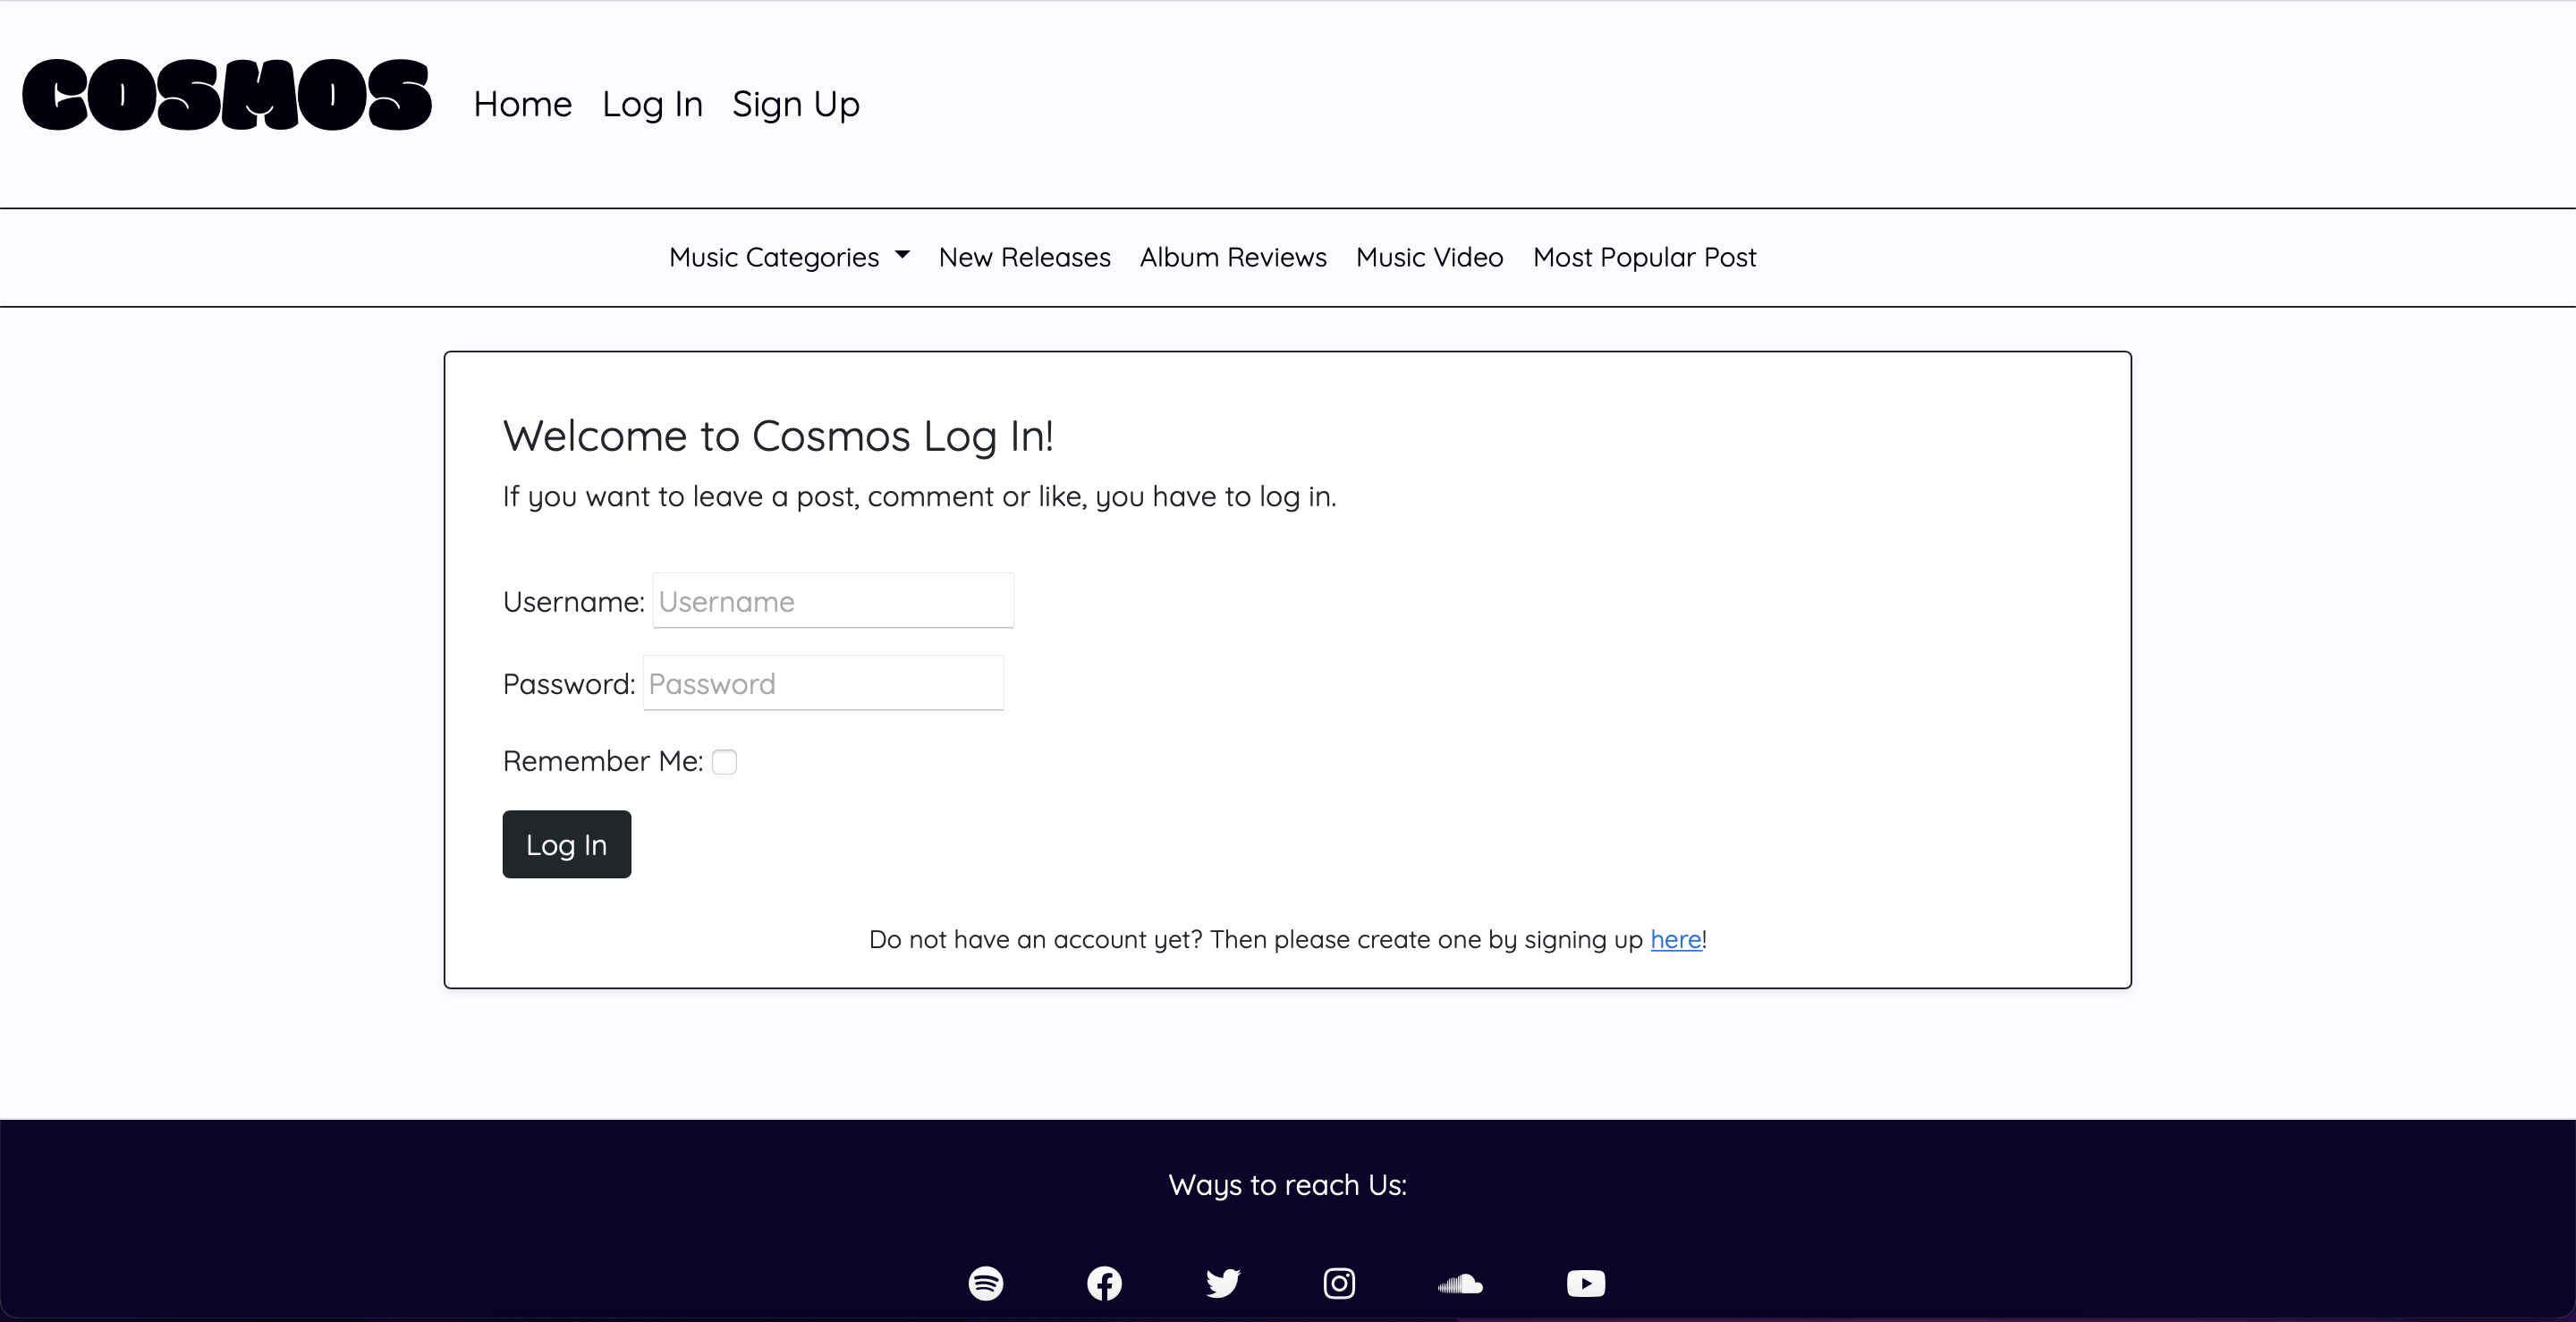 COSMOS Home Log In Sign Up
Music Categories New Releases Album Reviews Music Video Most Popular Post
Welcome to Cosmos Log In!
If you want to leave a post, comment or like, you have to log in.
Username: Username
Password: Password
Remember Me:
Log In
Do not have an account yet? Then please create one by signing up here!
Ways to reach Us: